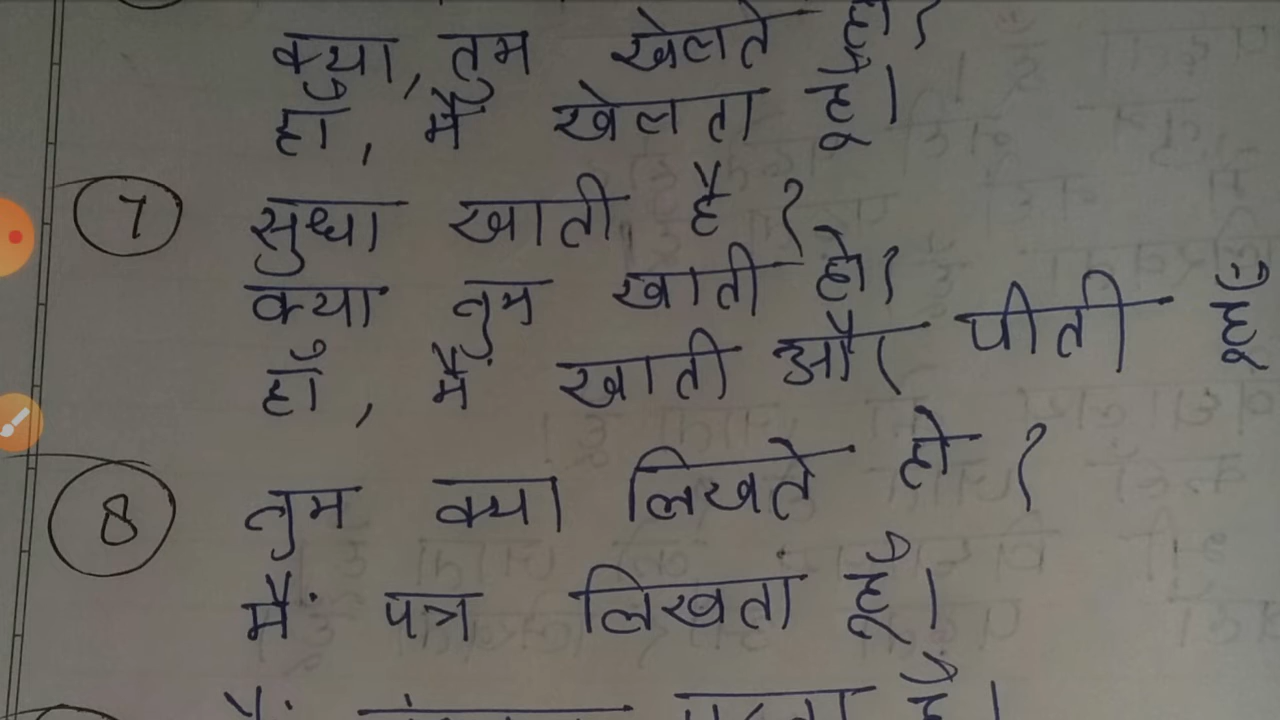 क्या, तुम खेलते हो?
हाँ, मैं खेलता हूँ।
7 सुधा खाती है?
क्या तुम खाती हो?
हाँ, मैं खाती और पीती हूँ
8 तुम क्या लिखते हो?
मैं पत्र लिखता हूँ।
मैं हूँ।